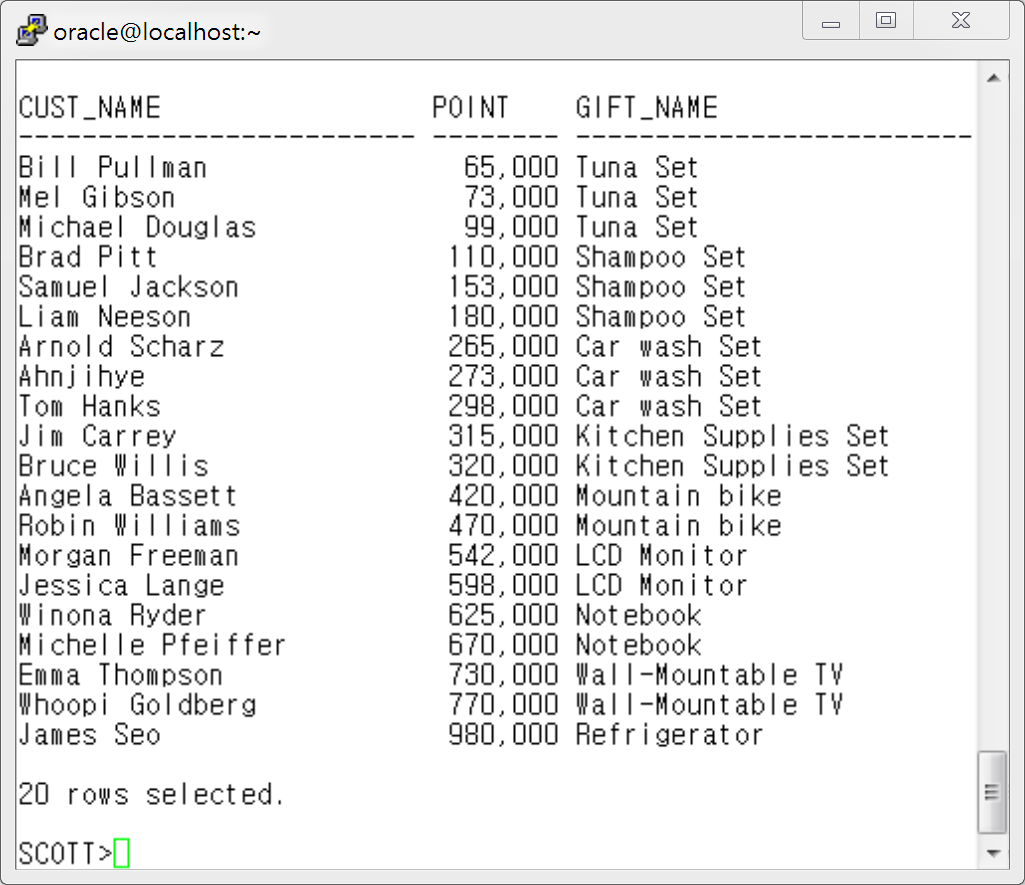 oracle@localhost:~
CUST_NAME POINT GIFT_NAME
------------------------- -------- -------------------------
Bill Pullman 65,000 Tuna Set
Mel Gibson 73,000 Tuna Set
Michael Douglas 99,000 Tuna Set
Brad Pitt 110,000 Shampoo Set
Samuel Jackson 153,000 Shampoo Set
Liam Neeson 180,000 Shampoo Set
Arnold Scharz 265,000 Car wash Set
Ahnjihye 273,000 Car wash Set
Tom Hanks 298,000 Car wash Set
Jim Carrey 315,000 Kitchen Supplies Set
Bruce Willis 320,000 Kitchen Supplies Set
Angela Bassett 420,000 Mountain bike
Robin Williams 470,000 Mountain bike
Morgan Freeman 542,000 LCD Monitor
Jessica Lange 598,000 LCD Monitor
Winona Ryder 625,000 Notebook
Michelle Pfeiffer 670,000 Notebook
Emma Thompson 730,000 Wall-Mountable TV
Whoopi Goldberg 770,000 Wall-Mountable TV
James Seo 980,000 Refrigerator
20 rows selected.
SCOTT>